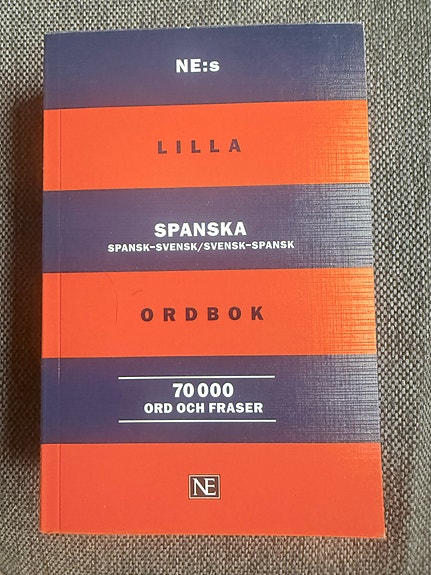 NE:s
LILLA
SPANSKA
SPANSK–SVENSK/SVENSK–SPANSK
ORDBOK
70 000
ORD OCH FRASER
NE